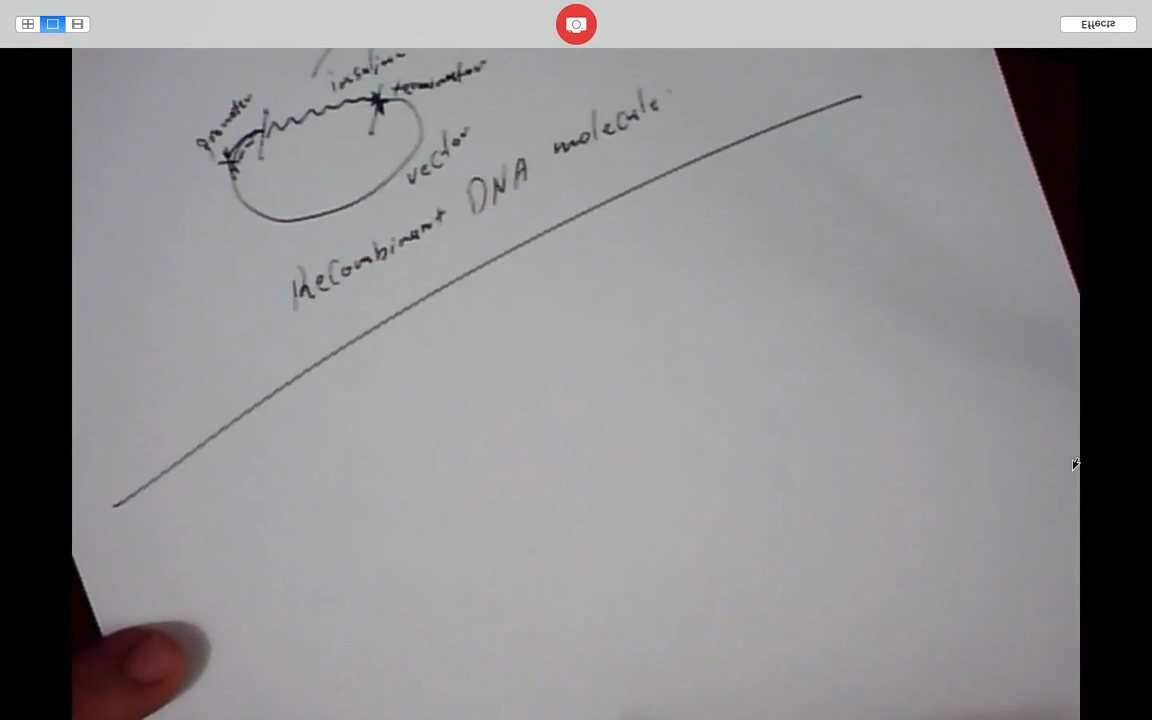 Effects
insulin
promoter
terminator
vector
Recombinant DNA molecule.